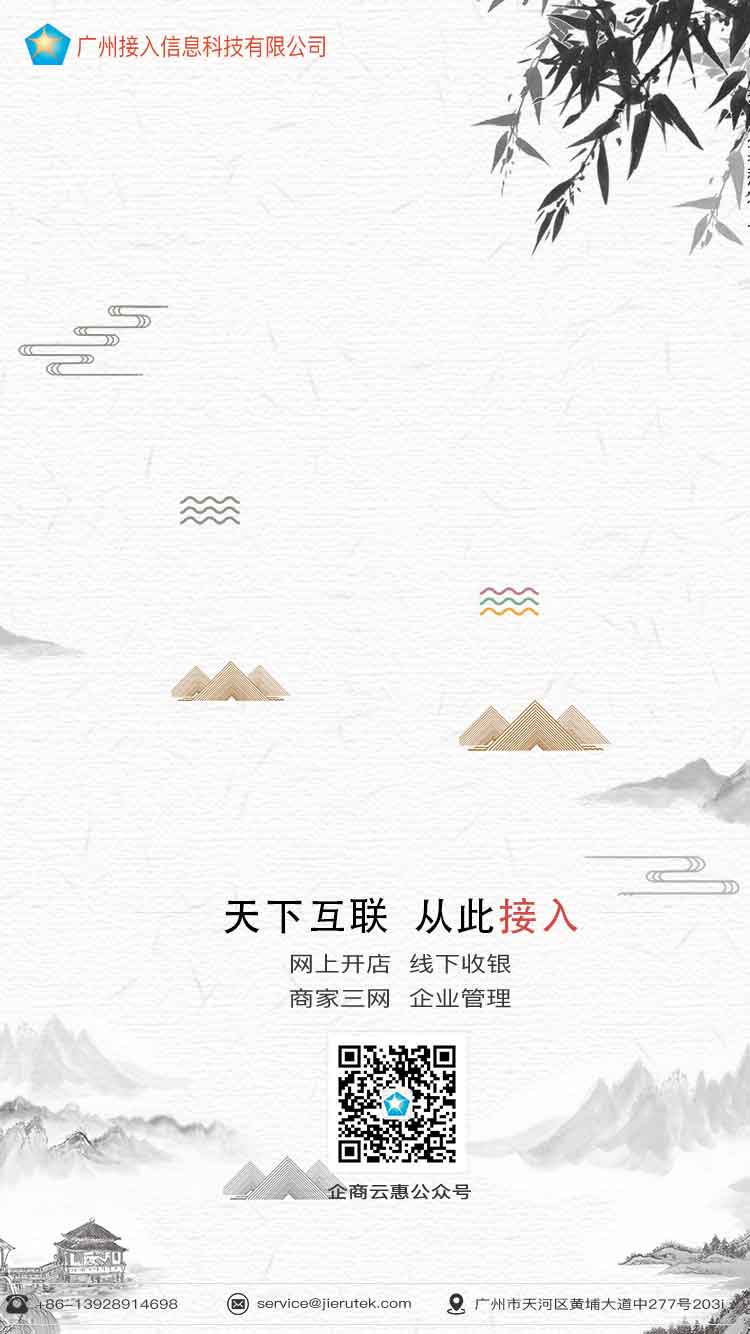 广州接入信息科技有限公司
天下互联 从此接入
网上开店 线下收银
商家三网 企业管理
企商云惠公众号
+86-13928914698 service@jierutek.com 广州市天河区黄埔大道中277号203